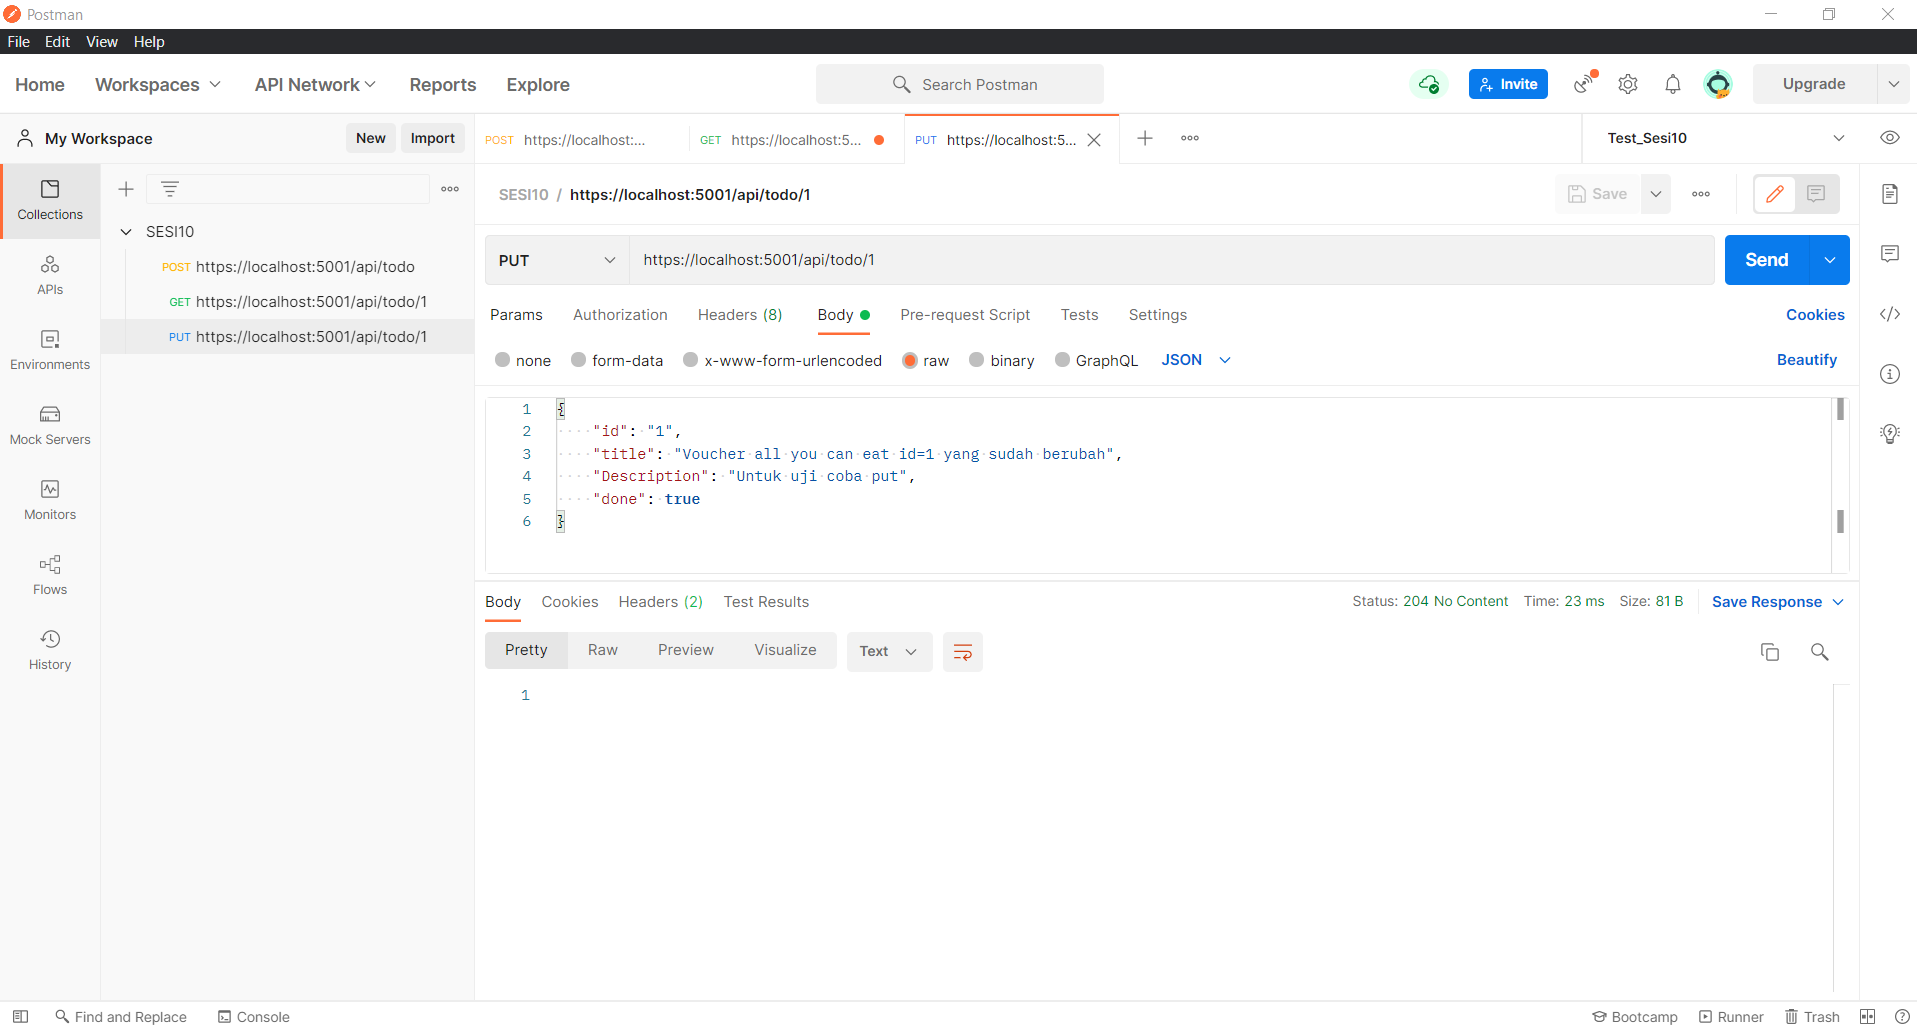 Postman
File Edit View Help
Home Workspaces API Network Reports Explore Search Postman Invite Upgrade
My Workspace New Import POST https://localhost:... GET https://localhost:5... PUT https://localhost:5... Test_Sesi10
Collections
APIs
Environments
Mock Servers
Monitors
Flows
History
SESI10
POST https://localhost:5001/api/todo
GET https://localhost:5001/api/todo/1
PUT https://localhost:5001/api/todo/1
SESI10 / https://localhost:5001/api/todo/1 Save
PUT https://localhost:5001/api/todo/1 Send
Params Authorization Headers (8) Body Pre-request Script Tests Settings Cookies
none form-data x-www-form-urlencoded raw binary GraphQL JSON Beautify
1 {
2 "id": "1",
3 "title": "Voucher all you can eat id=1 yang sudah berubah",
4 "Description": "Untuk uji coba put",
5 "done": true
6 }
Body Cookies Headers (2) Test Results Status: 204 No Content Time: 23 ms Size: 81 B Save Response
Pretty Raw Preview Visualize Text
1
Find and Replace Console Bootcamp Runner Trash